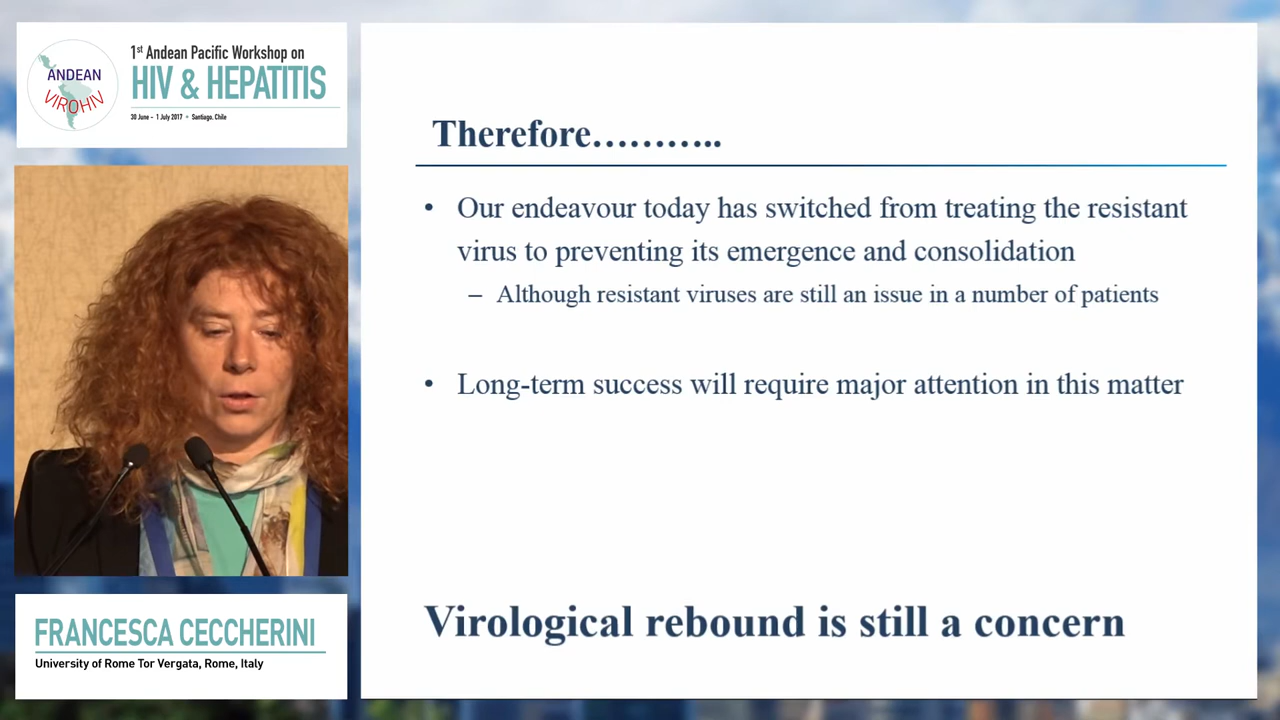 1st Andean Pacific Workshop on
HIV & HEPATITIS
30 June - 1 July 2017 • Santiago, Chile
ANDEAN
VIROHIV
FRANCESCA CECCHERINI
University of Rome Tor Vergata, Rome, Italy
Therefore………..
• Our endeavour today has switched from treating the resistant
virus to preventing its emergence and consolidation
– Although resistant viruses are still an issue in a number of patients
• Long-term success will require major attention in this matter
Virological rebound is still a concern